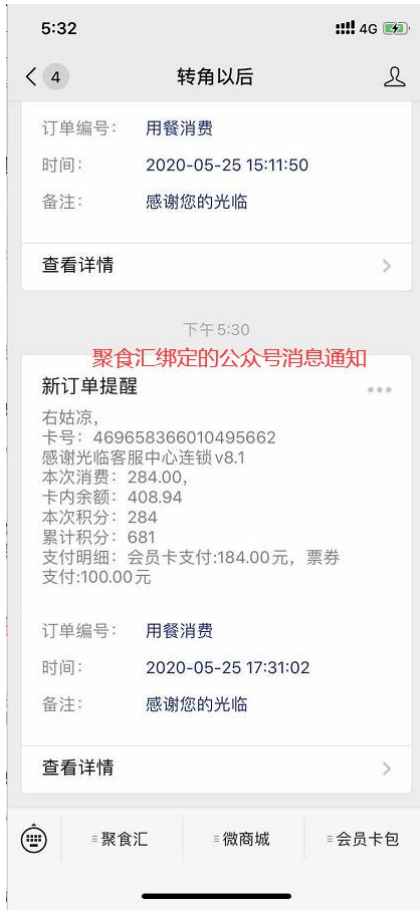 5:32
4G
4
转角以后
订单编号： 用餐消费
时间： 2020-05-25 15:11:50
备注： 感谢您的光临
查看详情
下午5:30
聚食汇绑定的公众号消息通知
新订单提醒
右姑凉，
卡号：469658366010495662
感谢光临客服中心连锁v8.1
本次消费：284.00，
卡内余额：408.94
本次积分：284
累计积分：681
支付明细：会员卡支付:184.00元，票券
支付:100.00元
订单编号： 用餐消费
时间： 2020-05-25 17:31:02
备注： 感谢您的光临
查看详情
聚食汇 微商城 会员卡包